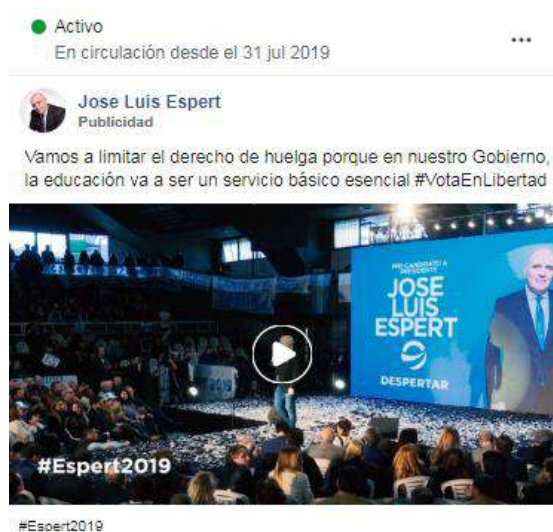 Activo
En circulación desde el 31 jul 2019
Jose Luis Espert
Publicidad
Vamos a limitar el derecho de huelga porque en nuestro Gobierno,
la educación va a ser un servicio básico esencial #VotaEnLibertad
PRE-CANDIDATO A
PRESIDENTE
JOSE
LUIS
ESPERT
DESPERTAR
#Espert2019
#Espert2019